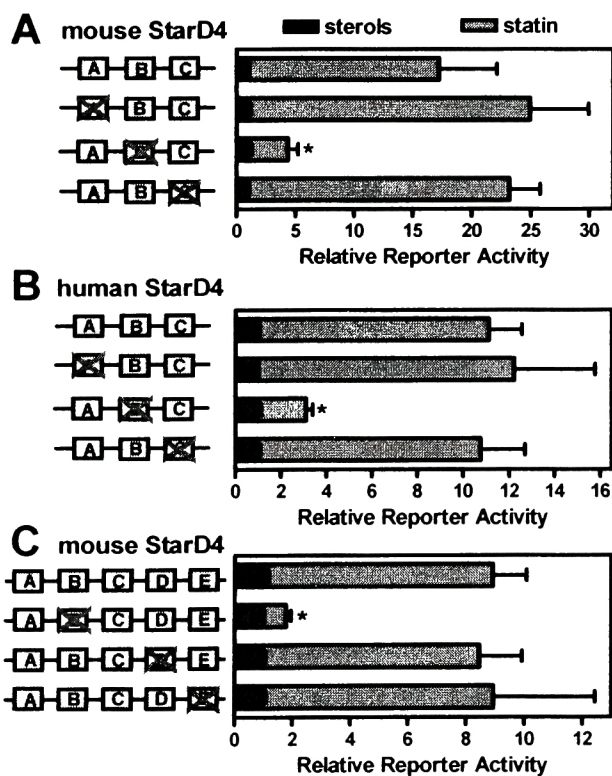 A mouse StarD4 sterols statin
A B C
B C
A C
A B
0 5 10 15 20 25 30
Relative Reporter Activity
B human StarD4
A B C
B C
A C
A B
0 2 4 6 8 10 12 14 16
Relative Reporter Activity
C mouse StarD4
A B C D E
A C D E
A B C E
A B C D
0 2 4 6 8 10 12
Relative Reporter Activity
*
*
*